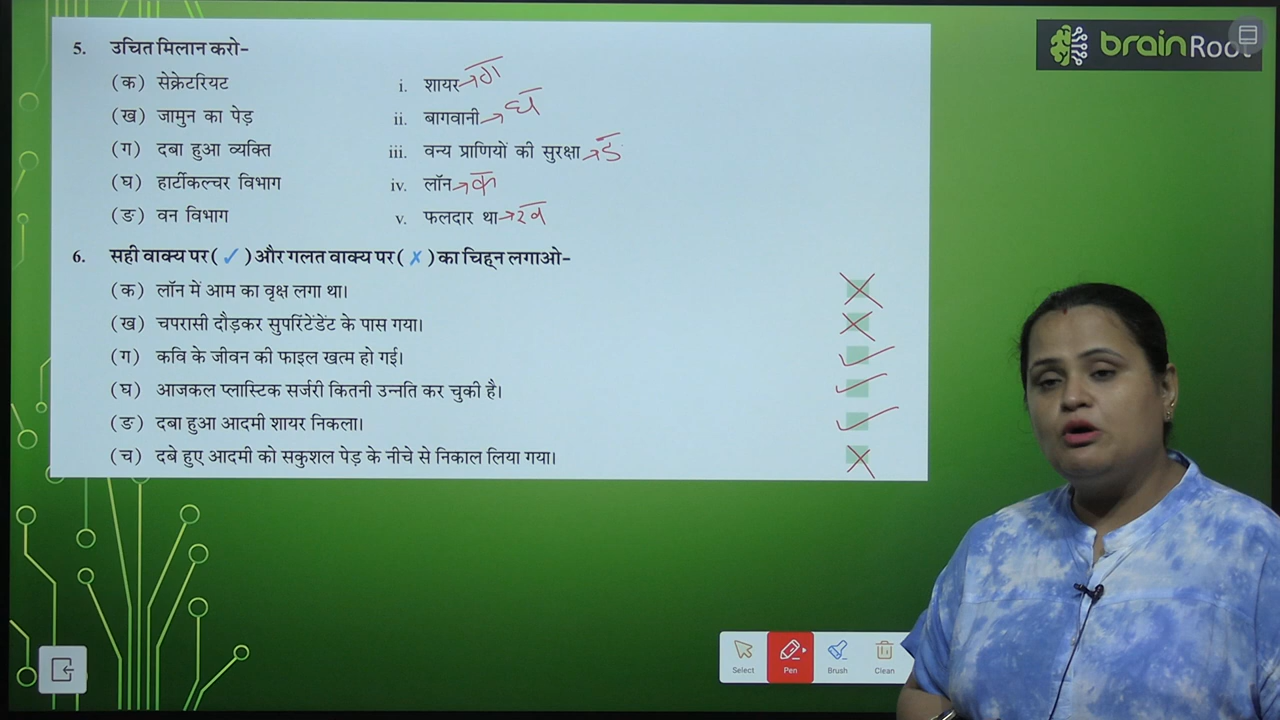 brainRoot
5. उचित मिलान करो-
(क) सेक्रेटरियट i. शायर→ग
(ख) जामुन का पेड़ ii. बागवानी→घ
(ग) दबा हुआ व्यक्ति iii. वन्य प्राणियों की सुरक्षा→ङ
(घ) हार्टीकल्चर विभाग iv. लॉन→क
(ङ) वन विभाग v. फलदार था→ख
6. सही वाक्य पर ( ✓ ) और गलत वाक्य पर ( ✗ ) का चिह्न लगाओ-
(क) लॉन में आम का वृक्ष लगा था। ✗
(ख) चपरासी दौड़कर सुपरिंटेंडेंट के पास गया। ✗
(ग) कवि के जीवन की फाइल खत्म हो गई। ✓
(घ) आजकल प्लास्टिक सर्जरी कितनी उन्नति कर चुकी है। ✓
(ङ) दबा हुआ आदमी शायर निकला। ✓
(च) दबे हुए आदमी को सकुशल पेड़ के नीचे से निकाल लिया गया। ✗
Select Pen Brush Clean